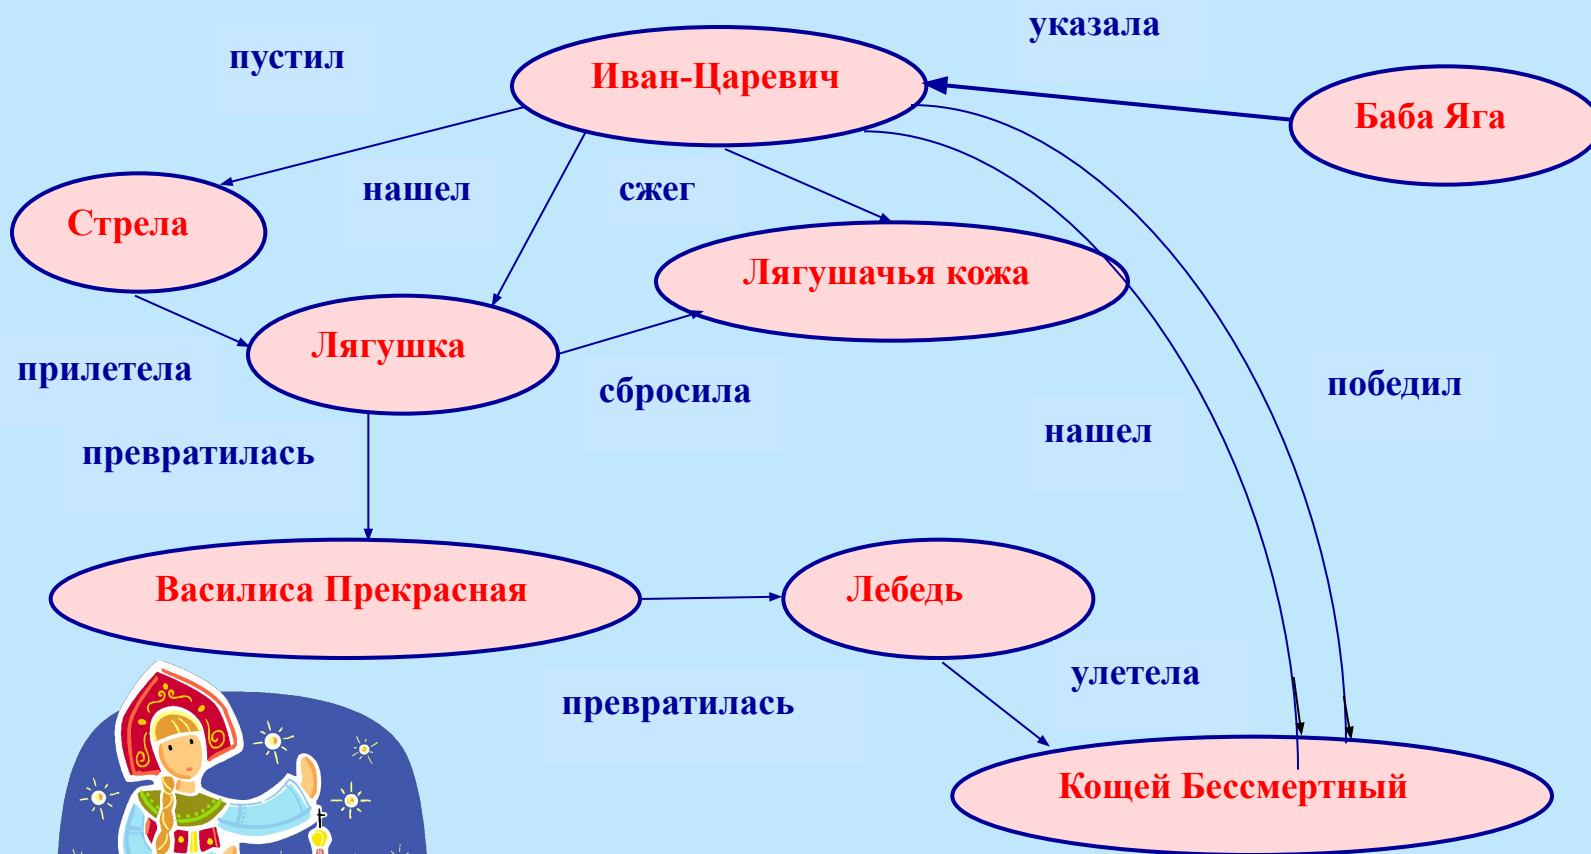 указала
пустил
Иван-Царевич
Баба Яга
нашел
сжег
Стрела
Лягушачья кожа
Лягушка
прилетела
сбросила
победил
нашел
превратилась
Василиса Прекрасная
Лебедь
улетела
превратилась
Кощей Бессмертный